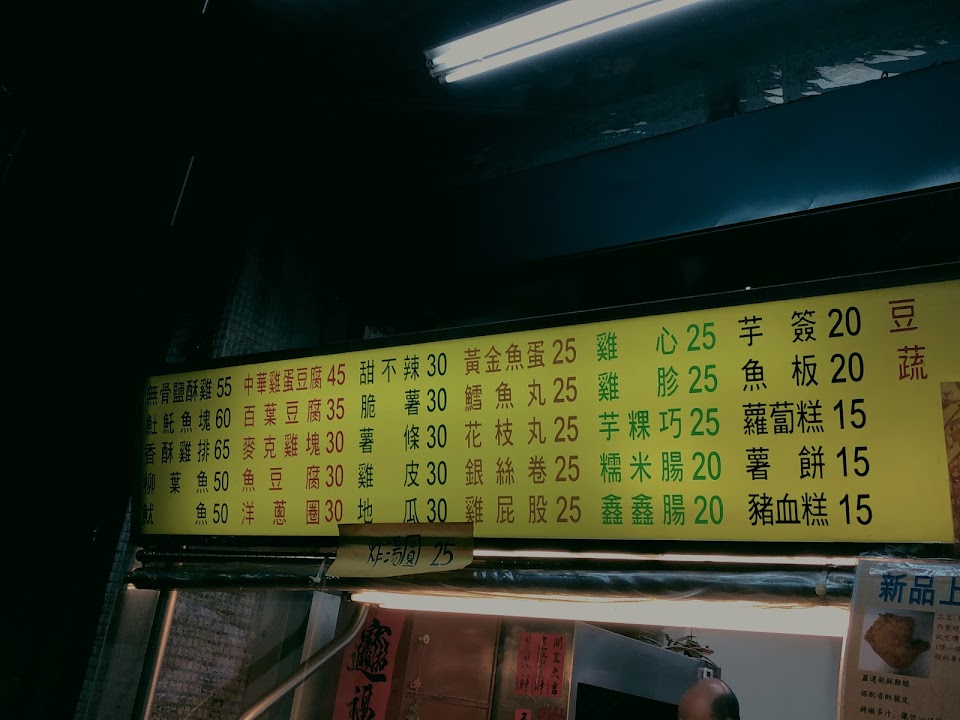 無骨鹽酥雞 55
魠魚塊 60
香酥雞排 65
柳葉魚 50
魷魚 50
中華雞蛋豆腐 45
百葉豆腐 35
麥克雞塊 30
魚豆腐 30
洋蔥圈 30
甜不辣 30
脆薯 30
薯條 30
雞皮 30
地瓜 30
黃金魚蛋 25
鱈魚丸 25
花枝丸 25
銀絲卷 25
雞屁股 25
雞心 25
雞胗 25
芋粿巧 25
糯米腸 20
鑫鑫腸 20
芋簽 20
魚板 20
蘿蔔糕 15
薯餅 15
豬血糕 15
豆
蔬
炸湯圓 25
新品上
福